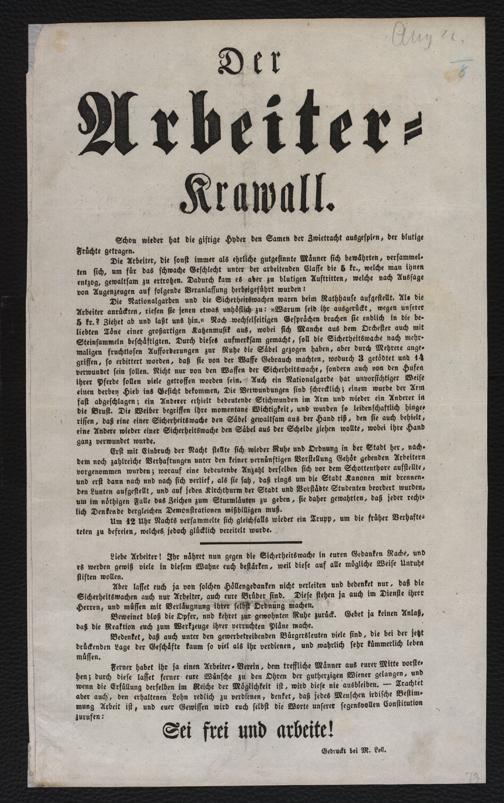 Aug 22.
Der
Arbeiter=
Krawall.
Schon wieder hat die giftige Hyder den Samen der Zwietracht ausgespien, der blutige
Früchte getragen.
Die Arbeiter, die sonst immer als ehrliche gutgesinnte Männer sich bewährten, versammel-
ten sich, um für das schwache Geschlecht unter der arbeitenden Classe die 5 kr., welche man ihnen
entzog, gewaltsam zu ertrotzen. Dadurch kam es aber zu blutigen Auftritten, welche nach Aussage
von Augenzeugen auf folgende Veranlassung herbeigeführt wurden:
Die Nationalgarden und die Sicherheitswachen waren beim Rathhause aufgestellt. Als die
Arbeiter anrückten, riefen sie jenen etwas unhöflich zu: »Warum seid ihr ausgerückt, wegen unserer
5 kr.? Ziehet ab und laßt uns hin.« Nach wechselseitigen Gesprächen brachen sie endlich in die be-
liebten Töne einer großartigen Katzenmusik aus, wobei sich Manche aus dem Orchester auch mit
Steinsammeln beschäftigten. Durch dieses aufmerksam gemacht, soll die Sicherheitswache nach mehr-
maligen fruchtlosen Aufforderungen zur Ruhe die Säbel gezogen haben, aber durch Mehrere ange-
griffen, so erbittert worden, daß sie von der Waffe Gebrauch machten, wodurch 3 getödtet und 14
verwundet sein sollen. Nicht nur von den Waffen der Sicherheitswache, sondern auch von den Hufen
ihrer Pferde sollen viele getroffen worden sein. Auch ein Nationalgarde hat unvorsichtiger Weise
einen derben Hieb ins Gesicht bekommen. Die Verwundungen sind schrecklich; einem wurde der Arm
fast abgeschlagen; ein Anderer erhielt bedeutende Stichwunden im Arm und wieder ein Anderer in
die Brust. Die Weiber begriffen ihre momentane Wichtigkeit, und wurden so leidenschaftlich hinge-
rissen, daß eine einer Sicherheitswache den Säbel gewaltsam aus der Hand riß, den sie auch behielt,
eine Andere wieder einer Sicherheitswache den Säbel aus der Scheide ziehen wollte, wobei ihre Hand
ganz verwundet wurde.
Erst mit Einbruch der Nacht stellte sich wieder Ruhe und Ordnung in der Stadt her, nach-
dem noch zahlreiche Verhaftungen unter den keiner vernünftigen Vorstellung Gehör gebenden Arbeitern
vorgenommen wurden; worauf eine bedeutende Anzahl derselben sich vor dem Schottenthore aufstellte,
und erst dann nach und nach sich verlief, als sie sah, daß rings um die Stadt Kanonen mit brennen-
den Lunten aufgestellt, und auf jeden Kirchthurm der Stadt und Vorstädte Studenten beordert wurden,
um im nöthigen Falle das Zeichen zum Sturmläuten zu geben, sie daher gewahrten, daß jeder recht-
lich Denkende dergleichen Demonstrationen mißbilligen muß.
Um 12 Uhr Nachts versammelte sich gleichfalls wieder ein Trupp, um die früher Verhafte-
teten zu befreien, welches jedoch glücklich vereitelt wurde.
Liebe Arbeiter! Ihr nähret nun gegen die Sicherheitswache in euren Gedanken Rache, und
es werden gewiß viele in diesem Wahne euch bestärken, weil diese auf alle mögliche Weise Unruhe
stiften wollen.
Aber lasset euch ja von solchen Höllengedanken nicht verleiten und bedenket nur, daß die
Sicherheitswachen auch nur Arbeiter, auch eure Brüder sind. Diese stehen ja auch im Dienste ihrer
Herren, und müssen mit Verläugnung ihrer selbst Ordnung machen.
Beweinet bloß die Opfer, und kehret zur gewohnten Ruhe zurück. Gebet ja keinen Anlaß,
daß die Reaktion euch zum Werkzeuge ihrer verruchten Pläne mache.
Bedenket, daß auch unter den gewerbetreibenden Bürgersleuten viele sind, die bei der jetzt
drückenden Lage der Geschäfte kaum so viel als ihr verdienen, und wahrlich sehr kümmerlich leben
müssen.
Ferner habet ihr ja einen Arbeiter-Verein, dem treffliche Männer aus eurer Mitte vorste-
hen; durch diese lasset ferner eure Wünsche zu den Ohren der gutherzigen Wiener gelangen, und
wenn die Erfüllung derselben im Reiche der Möglichkeit ist, wird diese nie ausbleiben. — Trachtet
aber auch, den erhaltenen Lohn redlich zu verdienen, denket, daß jedes Menschen irdische Bestim-
mung Arbeit ist, und euer Gewissen wird euch selbst die Worte unserer segensvollen Constitution
zurufen:
Sei frei und arbeite!
Gedruckt bei M. Lell.